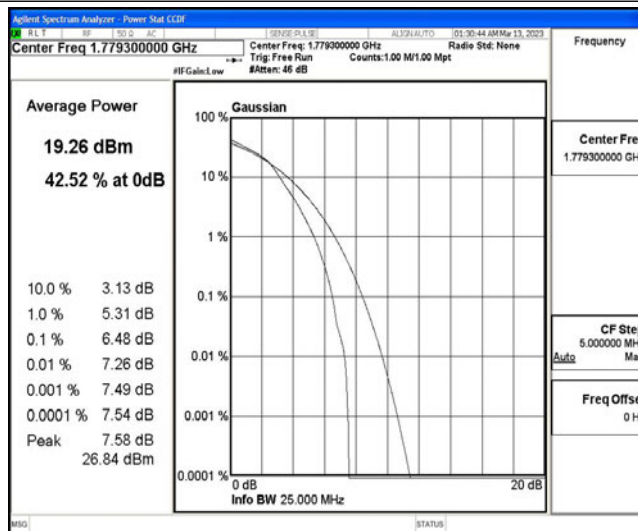 Agilent Spectrum Analyzer - Power Stat CCDF
RLT RF 50 Ω AC SENSE:PULSE ALIGN AUTO 01:30:44 AM Mar 13, 2023
Center Freq 1.779300000 GHz
Center Freq: 1.779300000 GHz Radio Std: None
Trig: Free Run Counts:1.00 M/1.00 Mpt
#IFGain:Low #Atten: 46 dB
Average Power
19.26 dBm
42.52 % at 0dB
10.0 % 3.13 dB
1.0 % 5.31 dB
0.1 % 6.48 dB
0.01 % 7.26 dB
0.001 % 7.49 dB
0.0001 % 7.54 dB
Peak 7.58 dB
26.84 dBm
Gaussian
100 %
10 %
1 %
0.1 %
0.01 %
0.001 %
0.0001 %
0 dB 20 dB
Info BW 25.000 MHz
Frequency
Center Fre
1.779300000 GH
CF Step
5.000000 MH
Auto Ma
Freq Offse
0 H
MSG STATUS